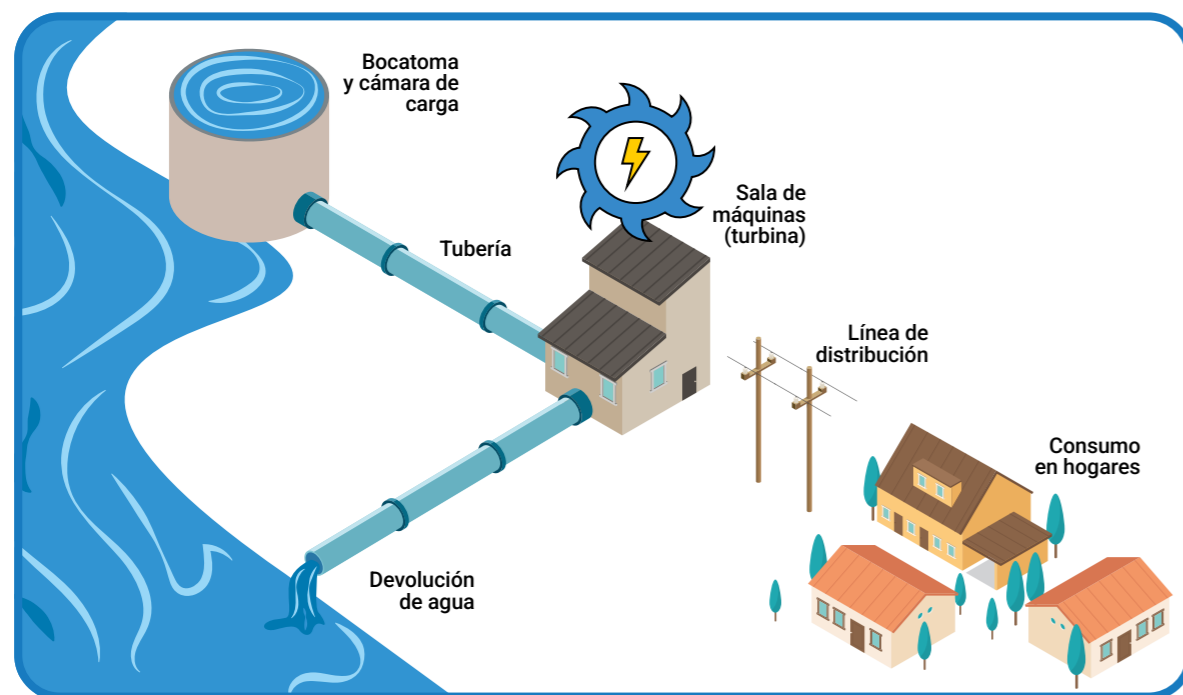 Bocatoma
y cámara de
carga
Sala de
máquinas
(turbina)
Tubería
Línea de
distribución
Consumo
en hogares
Devolución
de agua